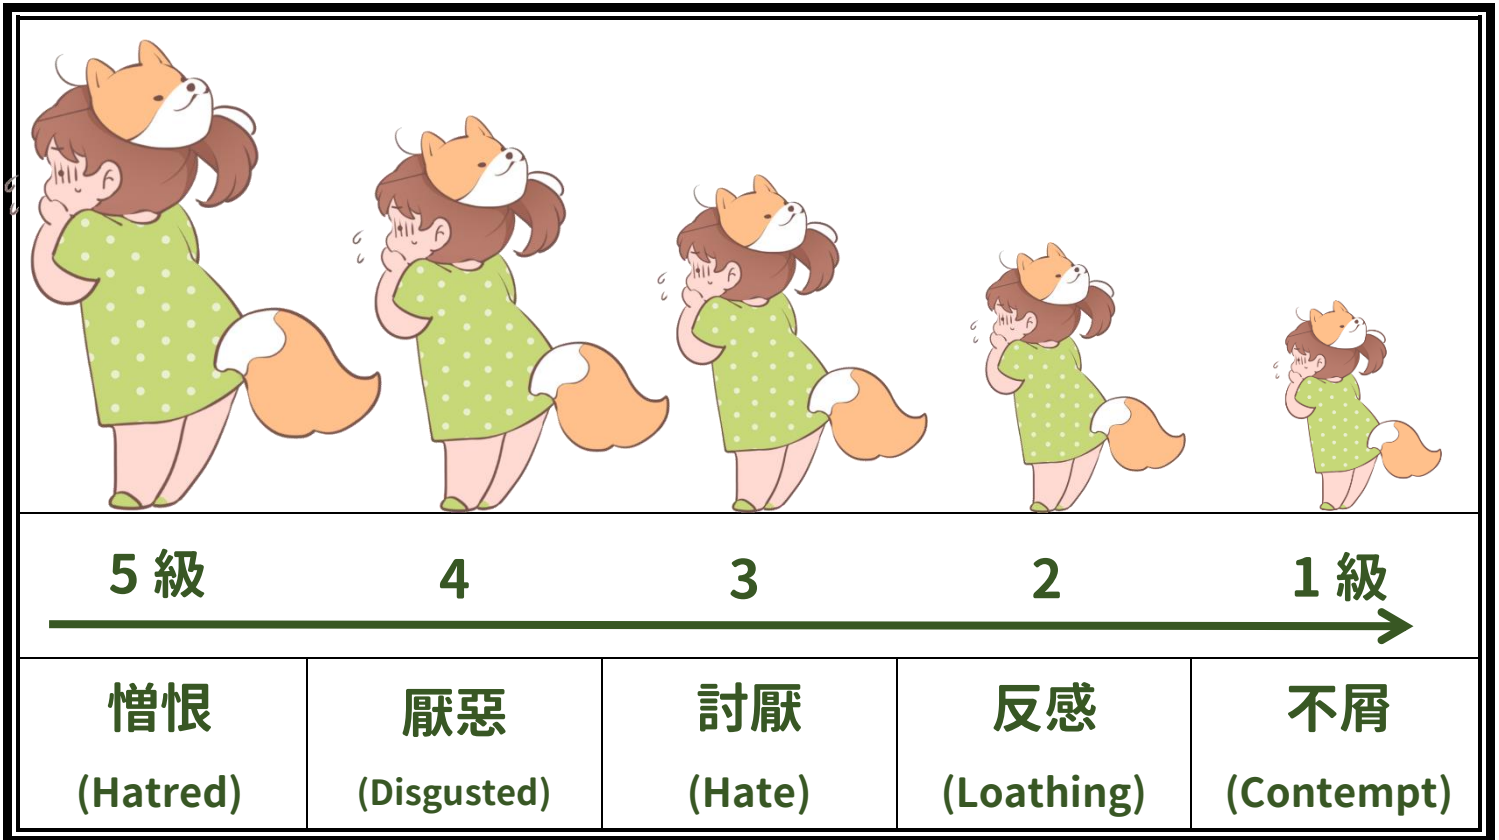 5 級 4 3 2 1 級
憎恨 厭惡 討厭 反感 不屑
(Hatred) (Disgusted) (Hate) (Loathing) (Contempt)